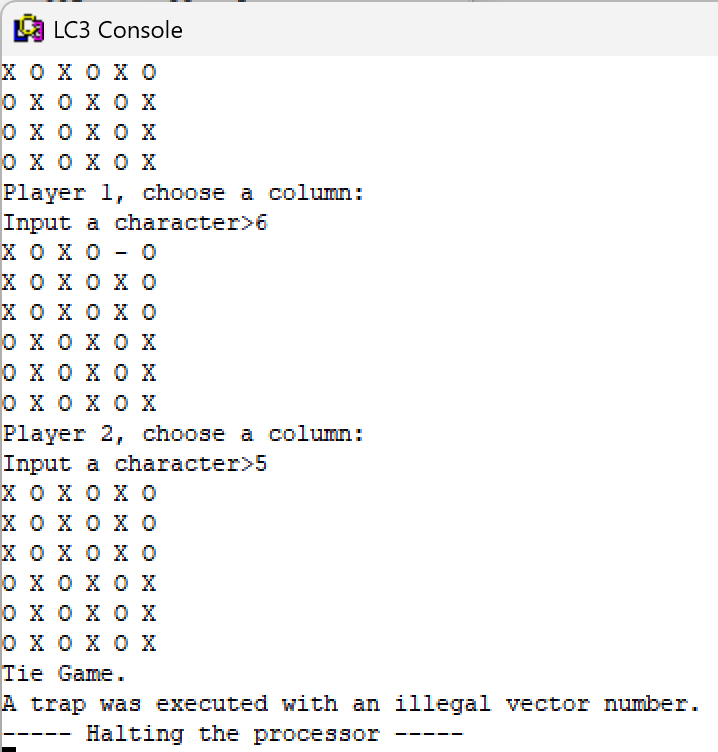 LC3 Console
X O X O X O
O X O X O X
O X O X O X
O X O X O X
Player 1, choose a column:
Input a character>6
X O X O - O
X O X O X O
X O X O X O
O X O X O X
O X O X O X
O X O X O X
Player 2, choose a column:
Input a character>5
X O X O X O
X O X O X O
X O X O X O
O X O X O X
O X O X O X
O X O X O X
Tie Game.
A trap was executed with an illegal vector number.
----- Halting the processor -----